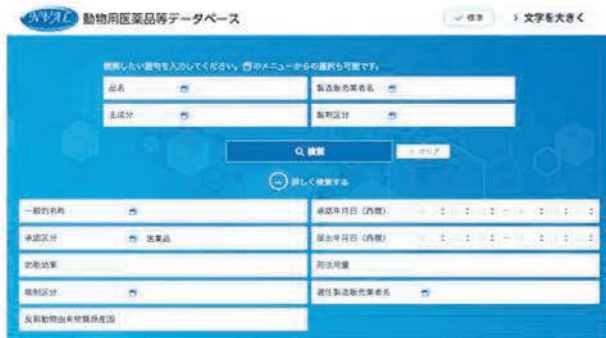 NVAL 動物用医薬品等データベース
標準
文字を大きく
検索したい語句を入力してください。のメニューからの選択も可能です。
品名
製造販売業者名
主成分
製剤区分
検索
クリア
詳しく検索する
一般的名称
承認年月日（西暦）
承認区分 医薬品
届出年月日（西暦）
効能効果
用法用量
規制区分
選任製造販売業者名
反芻動物由来物質原産国